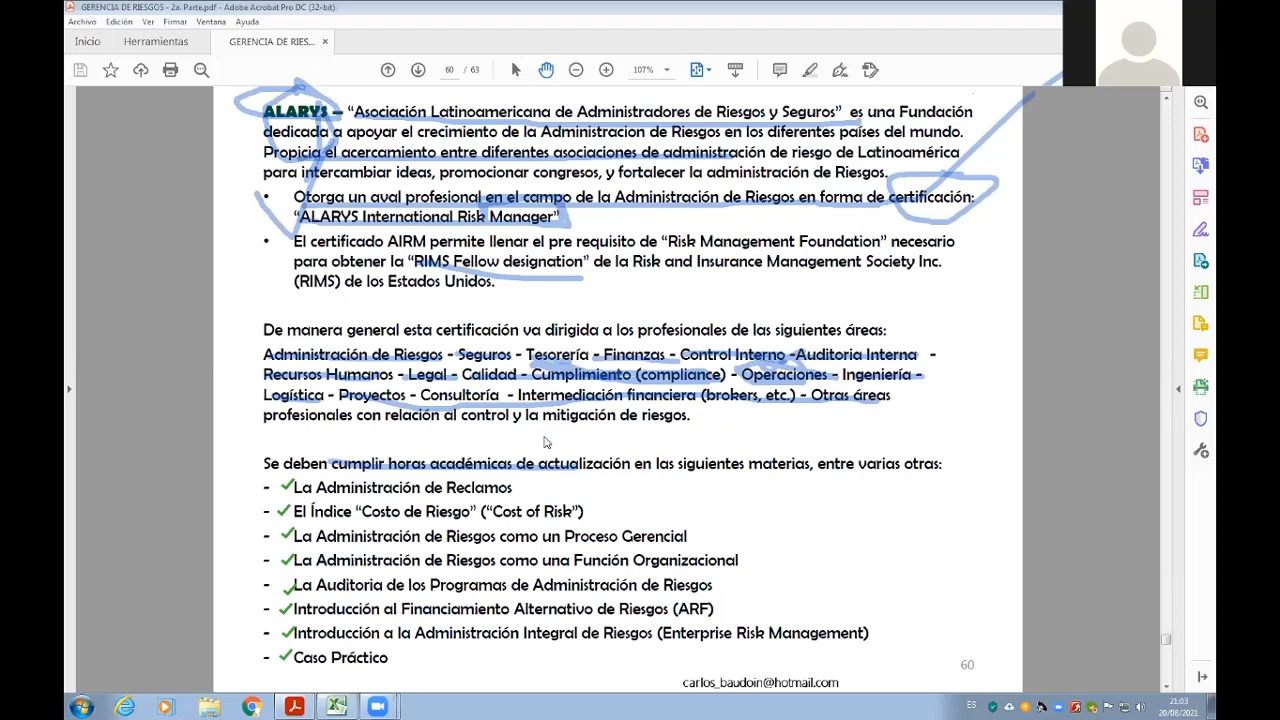 GERENCIA DE RIESGOS - 2a. Parte.pdf - Adobe Acrobat Pro DC (32-bit)
Archivo Edición Ver Firmar Ventana Ayuda
Inicio Herramientas GERENCIA DE RIES... ×
60 / 63 107%
ALARYS – “Asociación Latinoamericana de Administradores de Riesgos y Seguros” es una Fundación
dedicada a apoyar el crecimiento de la Administracion de Riesgos en los diferentes países del mundo.
Propicia el acercamiento entre diferentes asociaciones de administración de riesgo de Latinoamérica
para intercambiar ideas, promocionar congresos, y fortalecer la administración de Riesgos.
• Otorga un aval profesional en el campo de la Administración de Riesgos en forma de certificación:
“ALARYS International Risk Manager”
• El certificado AIRM permite llenar el pre requisito de “Risk Management Foundation” necesario
para obtener la “RIMS Fellow designation” de la Risk and Insurance Management Society Inc.
(RIMS) de los Estados Unidos.
De manera general esta certificación va dirigida a los profesionales de las siguientes áreas:
Administración de Riesgos - Seguros - Tesorería - Finanzas - Control Interno -Auditoria Interna -
Recursos Humanos - Legal - Calidad - Cumplimiento (compliance) - Operaciones - Ingeniería -
Logística - Proyectos - Consultoría - Intermediación financiera (brokers, etc.) - Otras áreas
profesionales con relación al control y la mitigación de riesgos.
Se deben cumplir horas académicas de actualización en las siguientes materias, entre varias otras:
- La Administración de Reclamos
- El Índice “Costo de Riesgo” (“Cost of Risk”)
- La Administración de Riesgos como un Proceso Gerencial
- La Administración de Riesgos como una Función Organizacional
- La Auditoria de los Programas de Administración de Riesgos
- Introducción al Financiamiento Alternativo de Riesgos (ARF)
- Introducción a la Administración Integral de Riesgos (Enterprise Risk Management)
- Caso Práctico
60
carlos_baudoin@hotmail.com
ES 21:03
20/08/2021